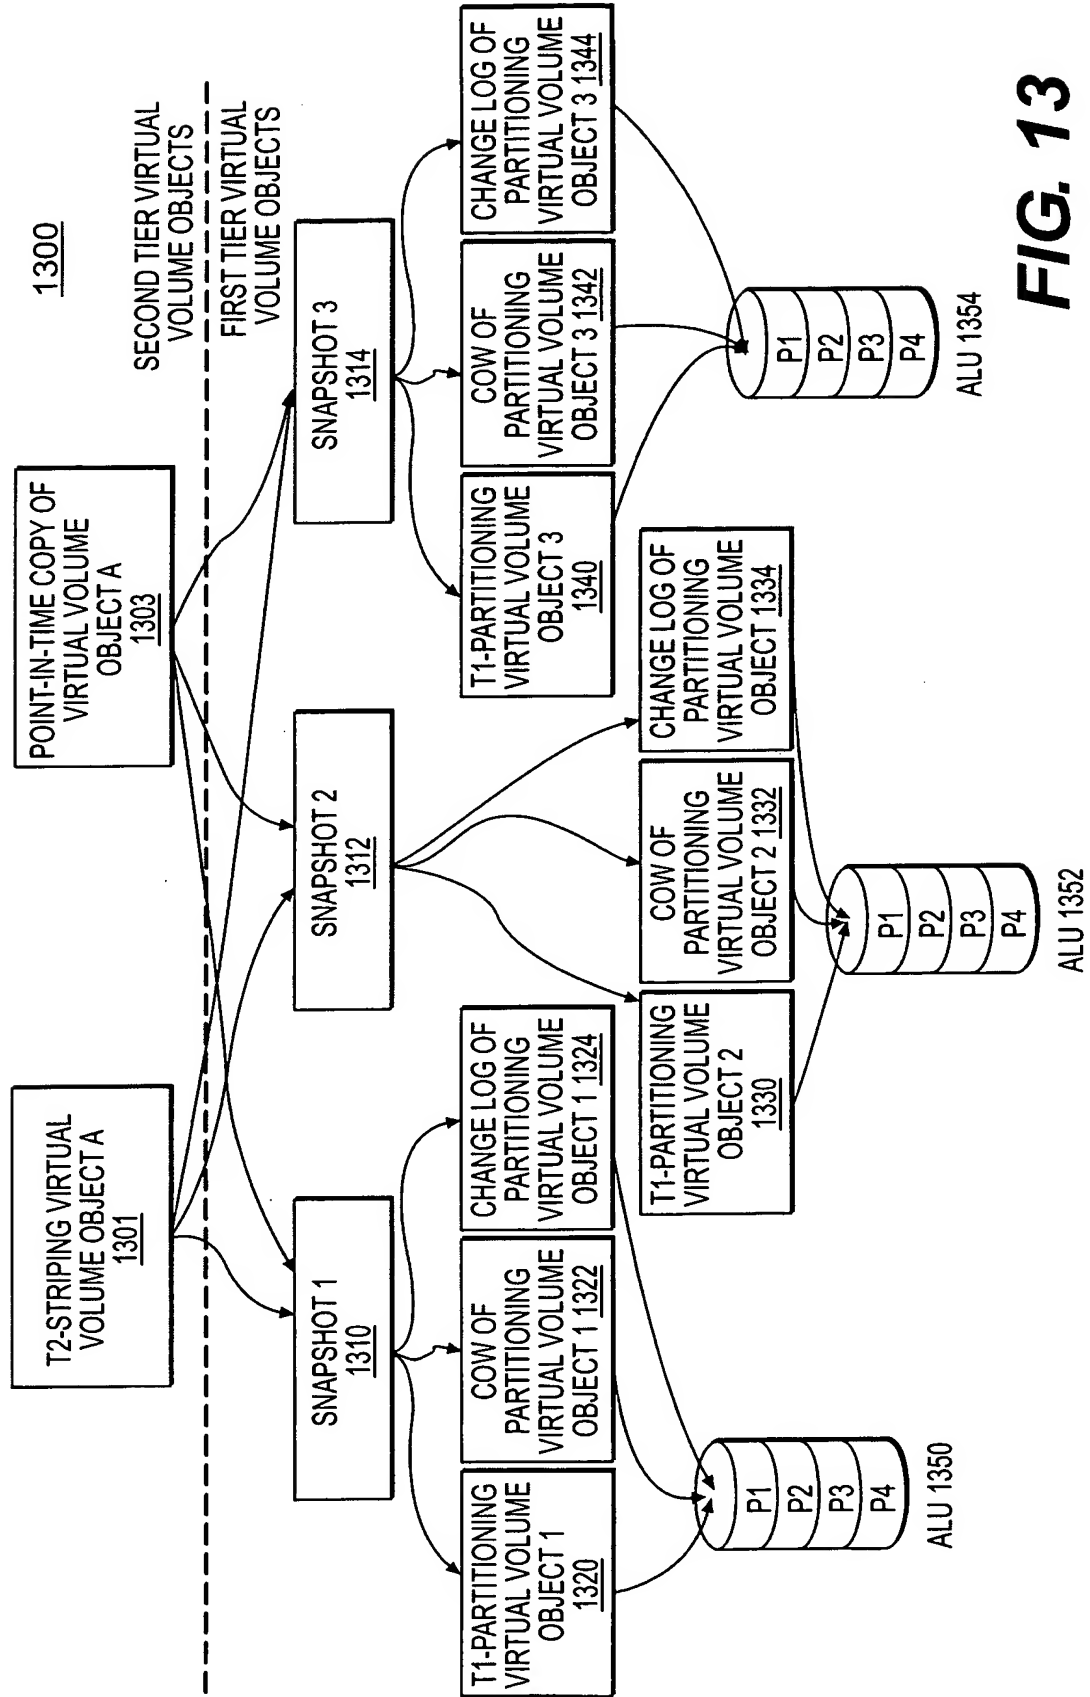 1300
T2-STRIPING VIRTUAL
VOLUME OBJECT A
1301
POINT-IN-TIME COPY OF
VIRTUAL VOLUME
OBJECT A
1303
SECOND TIER VIRTUAL
VOLUME OBJECTS
FIRST TIER VIRTUAL
VOLUME OBJECTS
SNAPSHOT 1
1310
SNAPSHOT 2
1312
SNAPSHOT 3
1314
T1-PARTITIONING
VIRTUAL VOLUME
OBJECT 1
1320
COW OF
PARTITIONING
VIRTUAL VOLUME
OBJECT 1 1322
CHANGE LOG OF
PARTITIONING
VIRTUAL VOLUME
OBJECT 1 1324
T1-PARTITIONING
VIRTUAL VOLUME
OBJECT 2
1330
COW OF
PARTITIONING
VIRTUAL VOLUME
OBJECT 2 1332
CHANGE LOG OF
PARTITIONING
VIRTUAL VOLUME
OBJECT 1334
T1-PARTITIONING
VIRTUAL VOLUME
OBJECT 3
1340
COW OF
PARTITIONING
VIRTUAL VOLUME
OBJECT 3 1342
CHANGE LOG OF
PARTITIONING
VIRTUAL VOLUME
OBJECT 3 1344
P1
P2
P3
P4
ALU 1350
P1
P2
P3
P4
ALU 1352
P1
P2
P3
P4
ALU 1354
FIG. 13